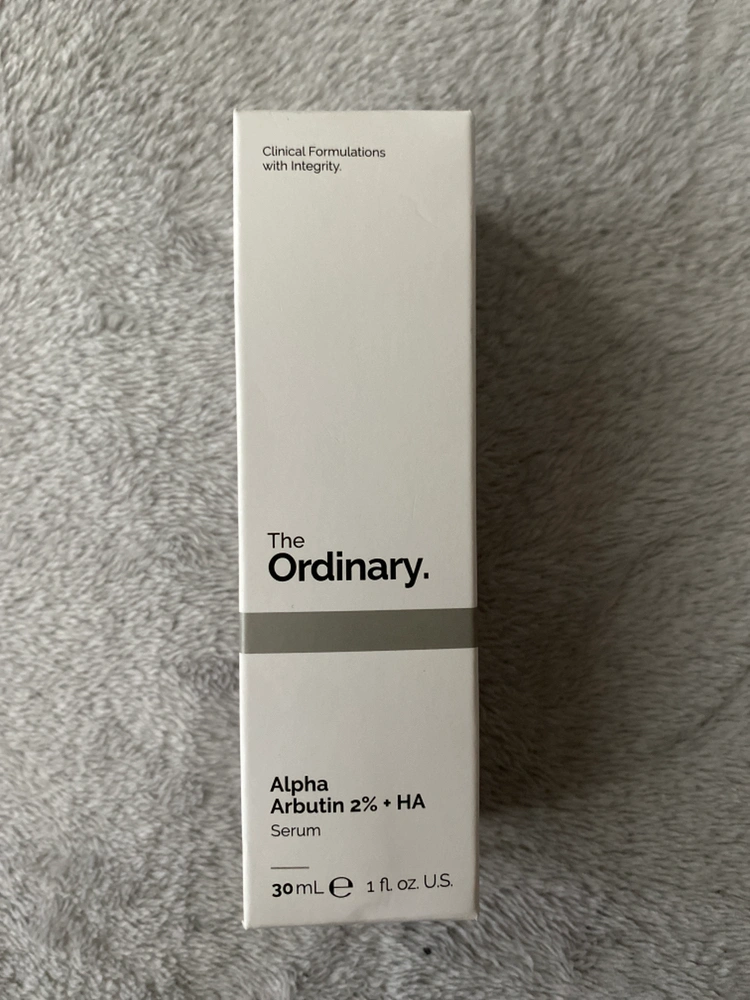 Clinical Formulations
with Integrity.
The
Ordinary.
Alpha
Arbutin 2% + HA
Serum
30 mL ℮ 1 fl. oz. U.S.